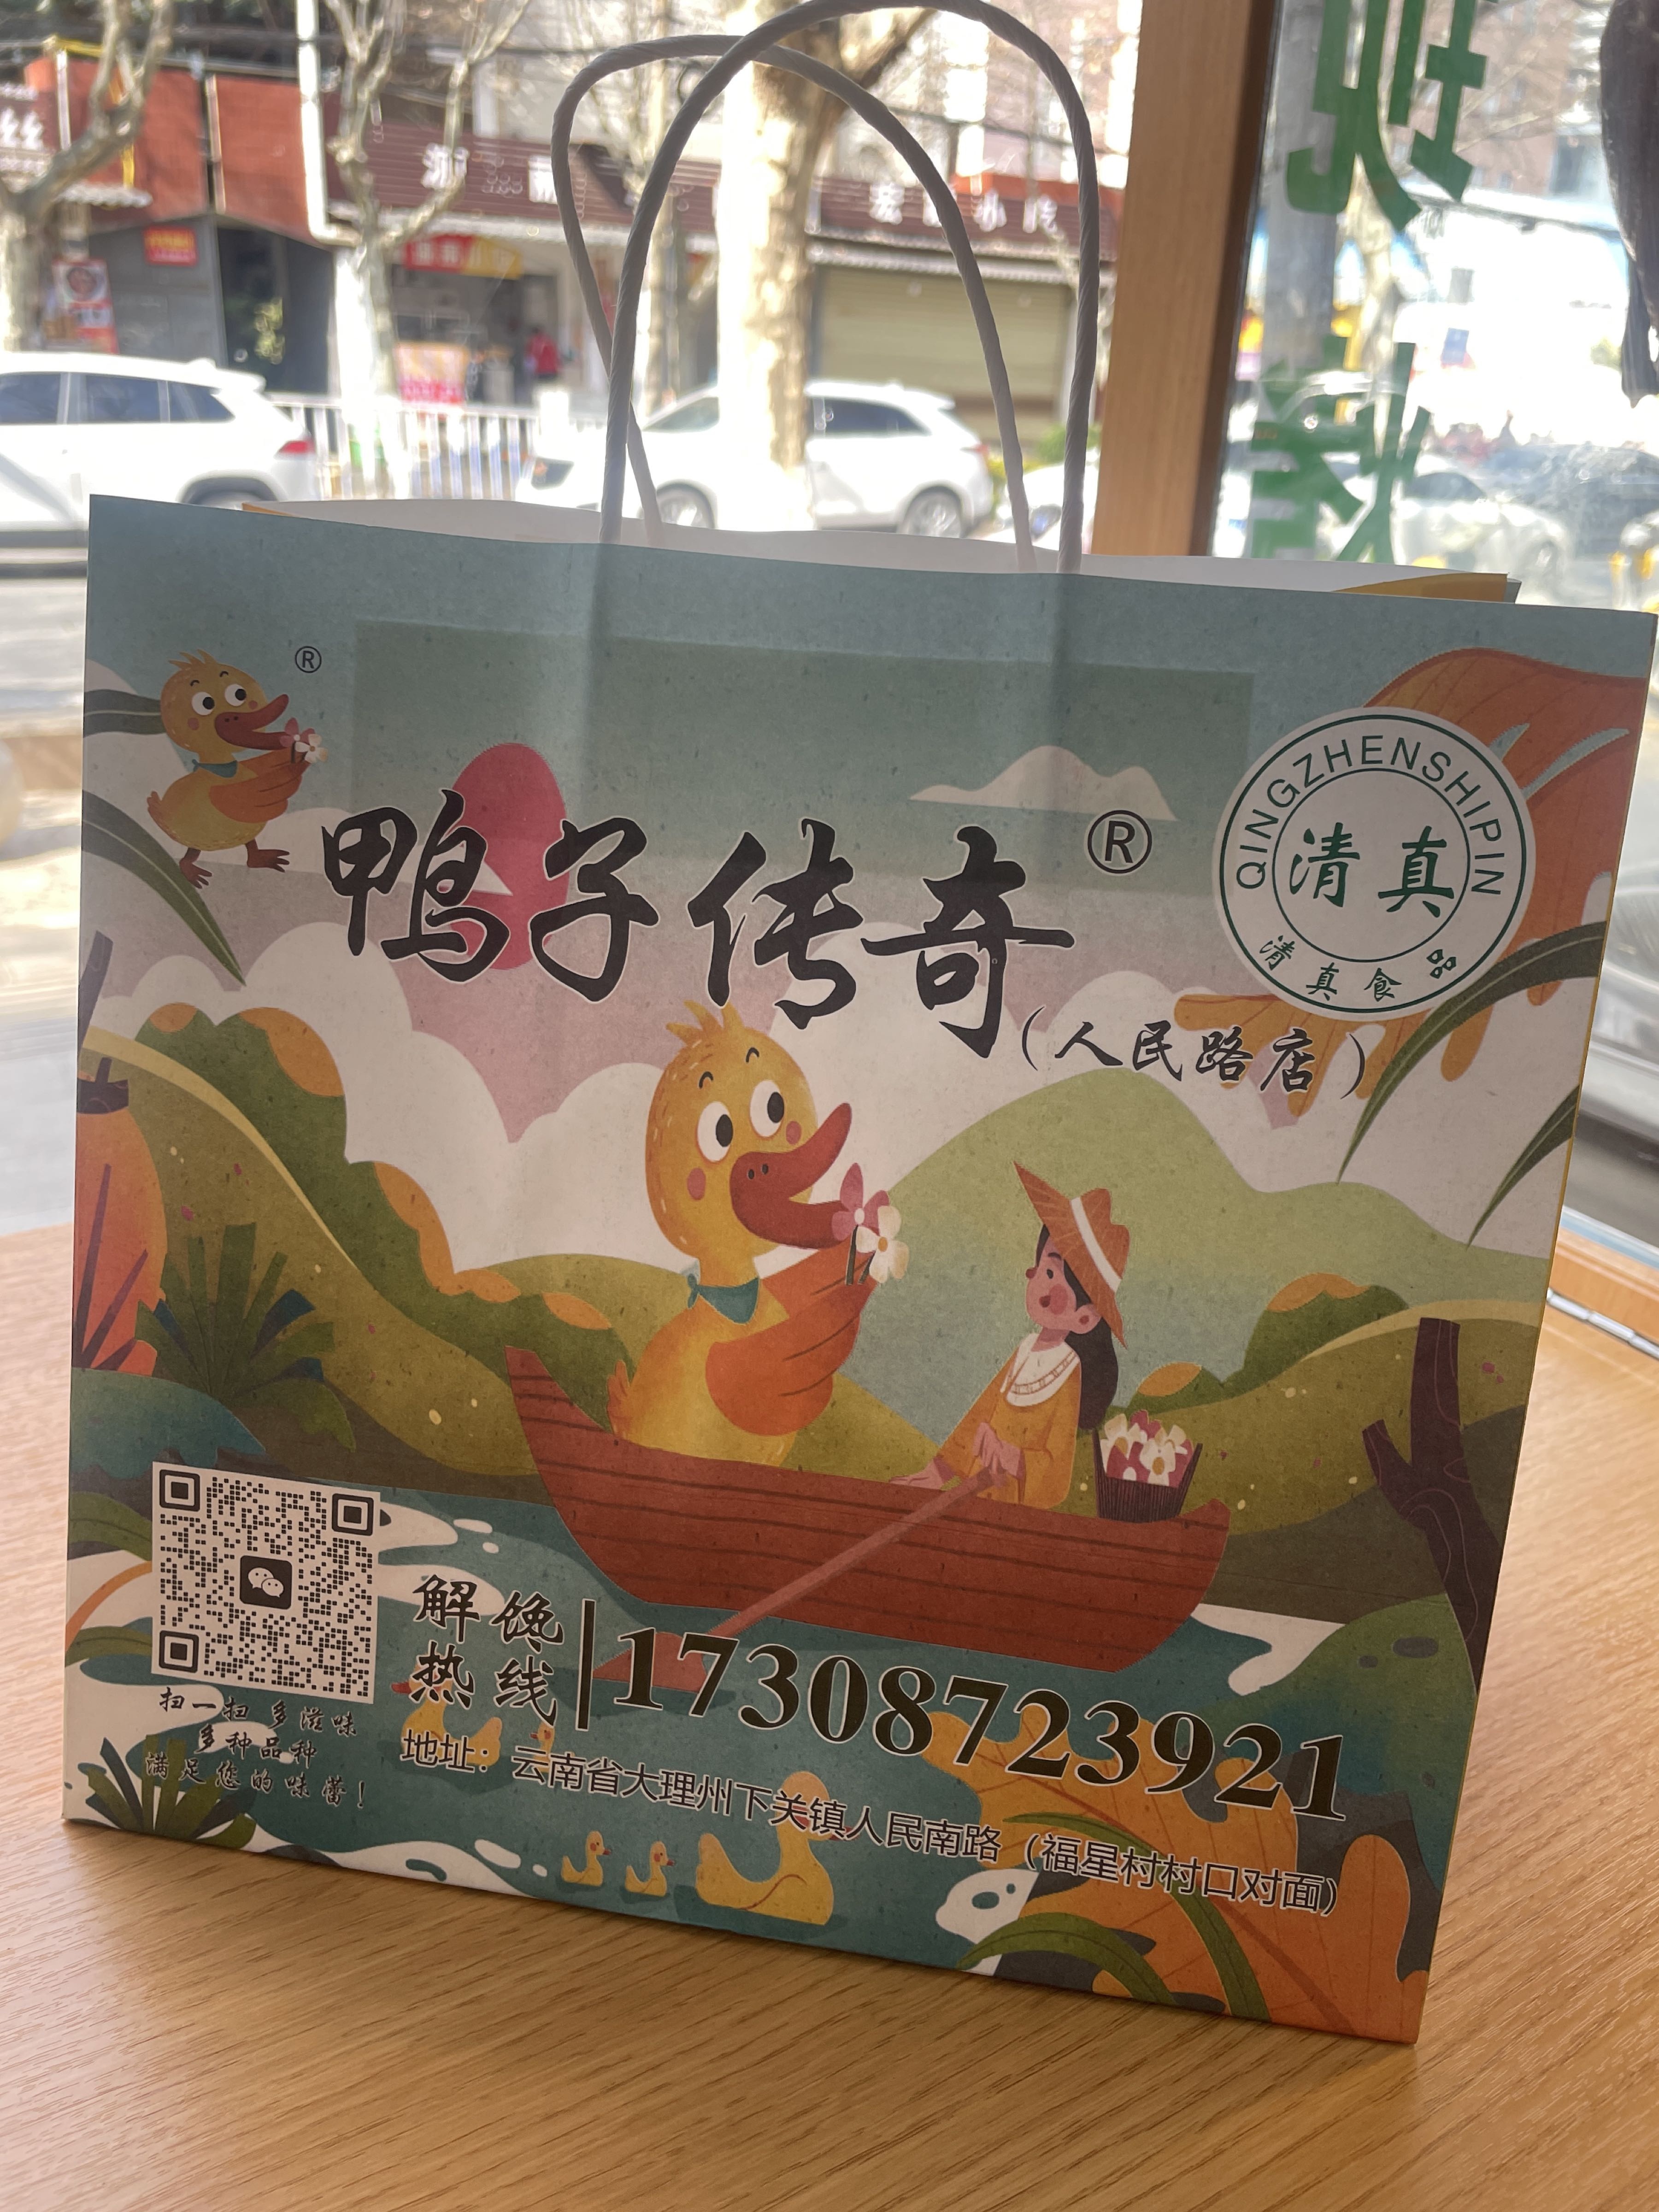 ®
鸭子传奇®
(人民路店)
QINGZHENSHIPIN
清真
清真食品
解馋
热线
17308723921
扫一扫 多滋味
多种品种
满足您的味蕾！
地址：云南省大理州下关镇人民南路（福星村村口对面）